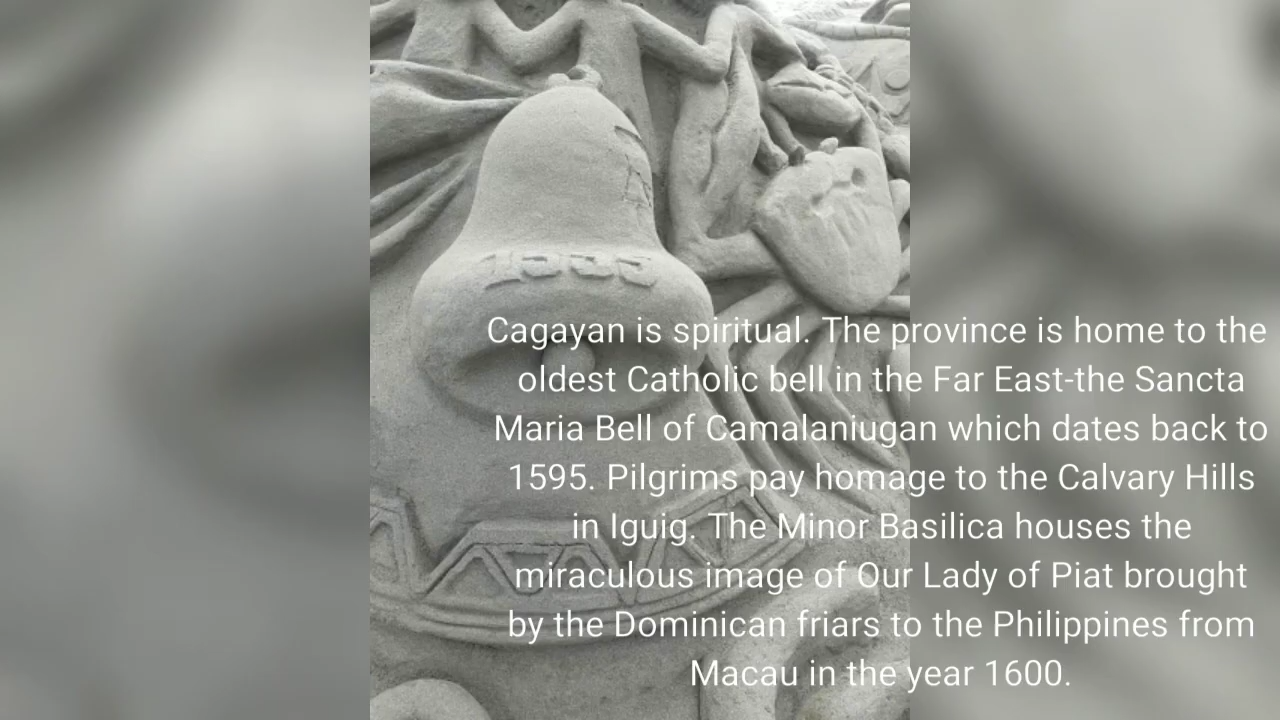 1595
Cagayan is spiritual. The province is home to the
oldest Catholic bell in the Far East-the Sancta
Maria Bell of Camalaniugan which dates back to
1595. Pilgrims pay homage to the Calvary Hills
in Iguig. The Minor Basilica houses the
miraculous image of Our Lady of Piat brought
by the Dominican friars to the Philippines from
Macau in the year 1600.